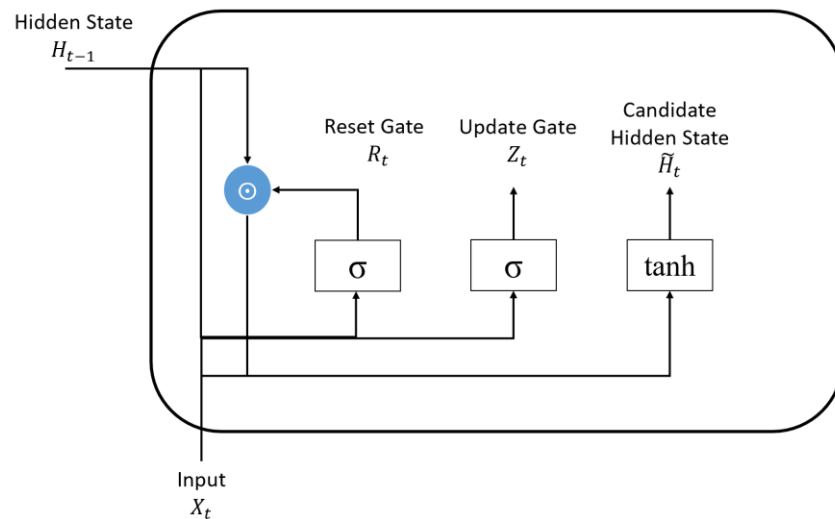 Hidden State
H_{t−1}
Reset Gate
R_t
Update Gate
Z_t
Candidate
Hidden State
H̃_t
⊙
σ
σ
tanh
Input
X_t